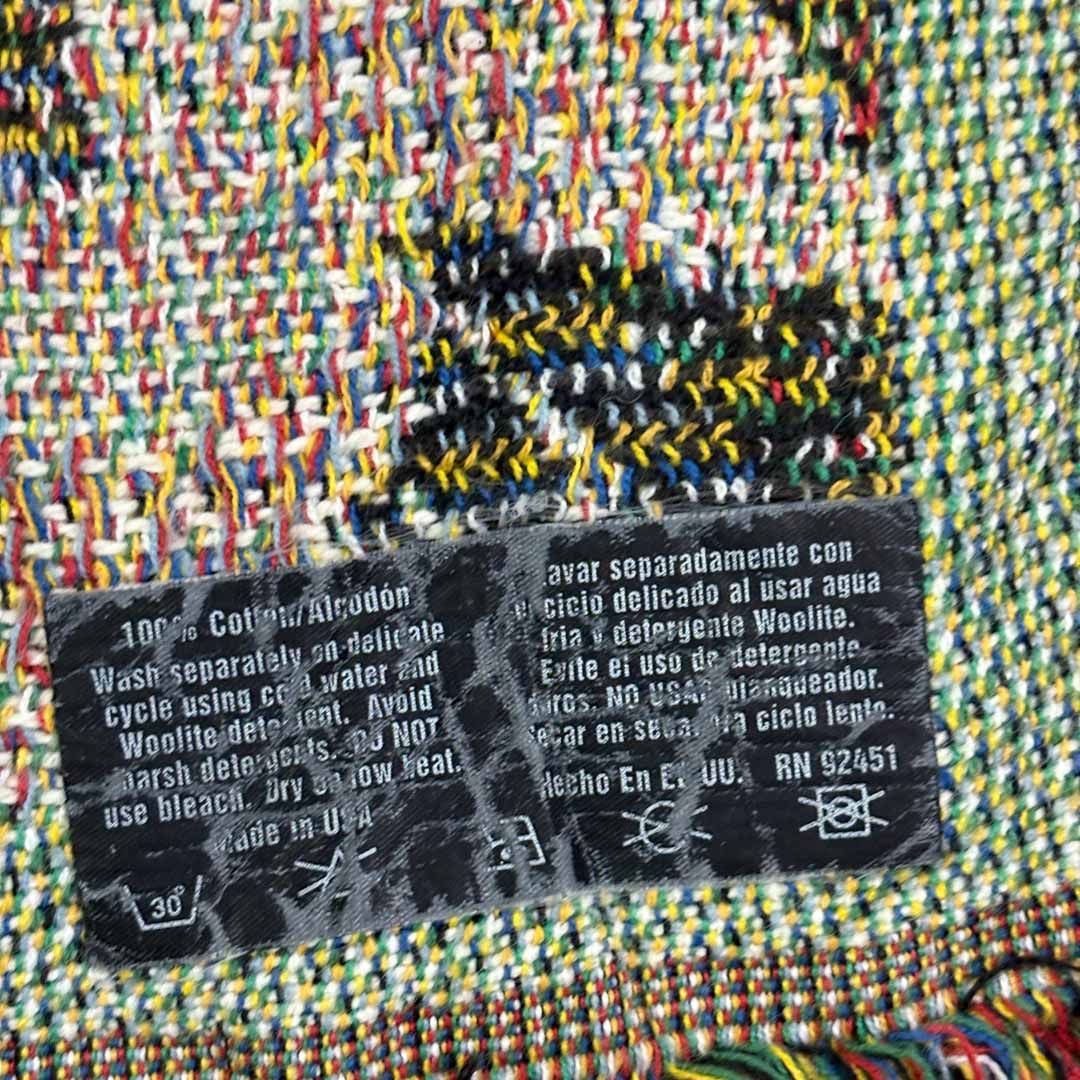 100% Cotton/Alcodón
Wash separately on delicate
cycle using cold water and
Woolite detergent. Avoid
harsh detergents. DO NOT
use bleach. Dry on low heat.
Made in USA
30°
Lavar separadamente con
ciclo delicado al usar agua
fria y detergente Woolite.
Evite el uso de detergente
duros. NO USAR blanqueador.
Secar en seca ciclo lento.
Hecho En EE UU. RN 92451